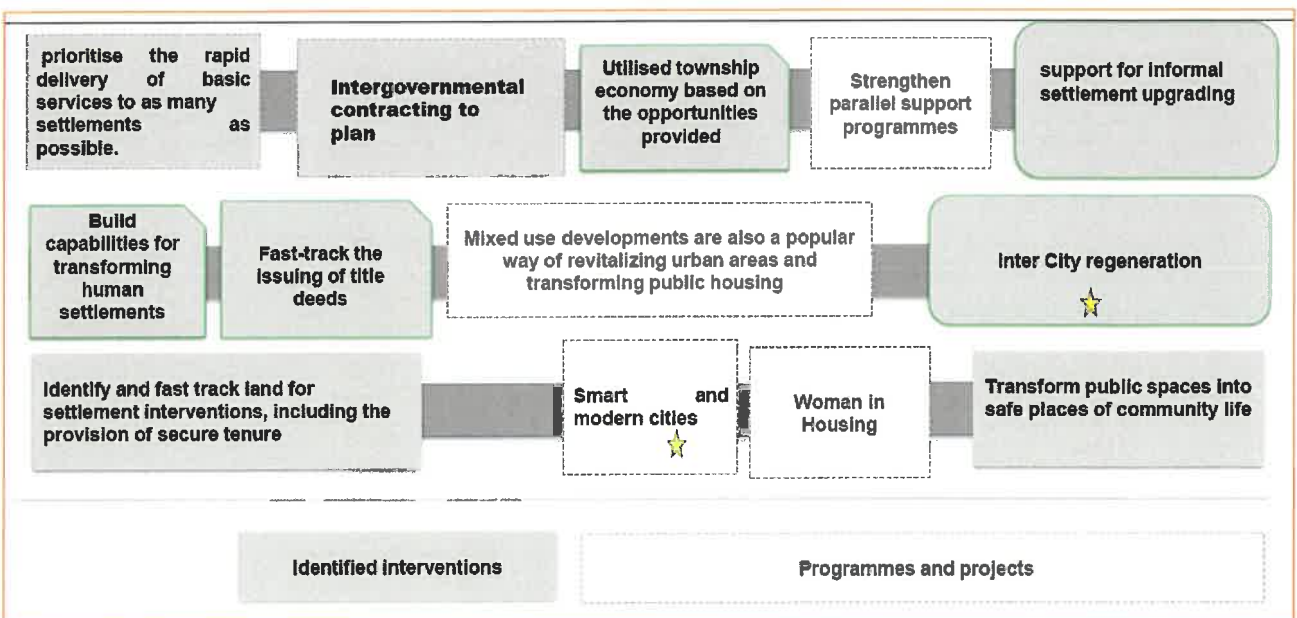 prioritise the rapid
delivery of basic
services to as many
settlements as
possible.
Intergovernmental
contracting to
plan
Utilised township
economy based on
the opportunities
provided
Strengthen
parallel support
programmes
support for informal
settlement upgrading
Build
capabilities for
transforming
human
settlements
Fast-track the
issuing of title
deeds
Mixed use developments are also a popular
way of revitalizing urban areas and
transforming public housing
Inter City regeneration
Identify and fast track land for
settlement interventions, including the
provision of secure tenure
Smart and
modern cities
Woman in
Housing
Transform public spaces into
safe places of community life
Identified interventions
Programmes and projects